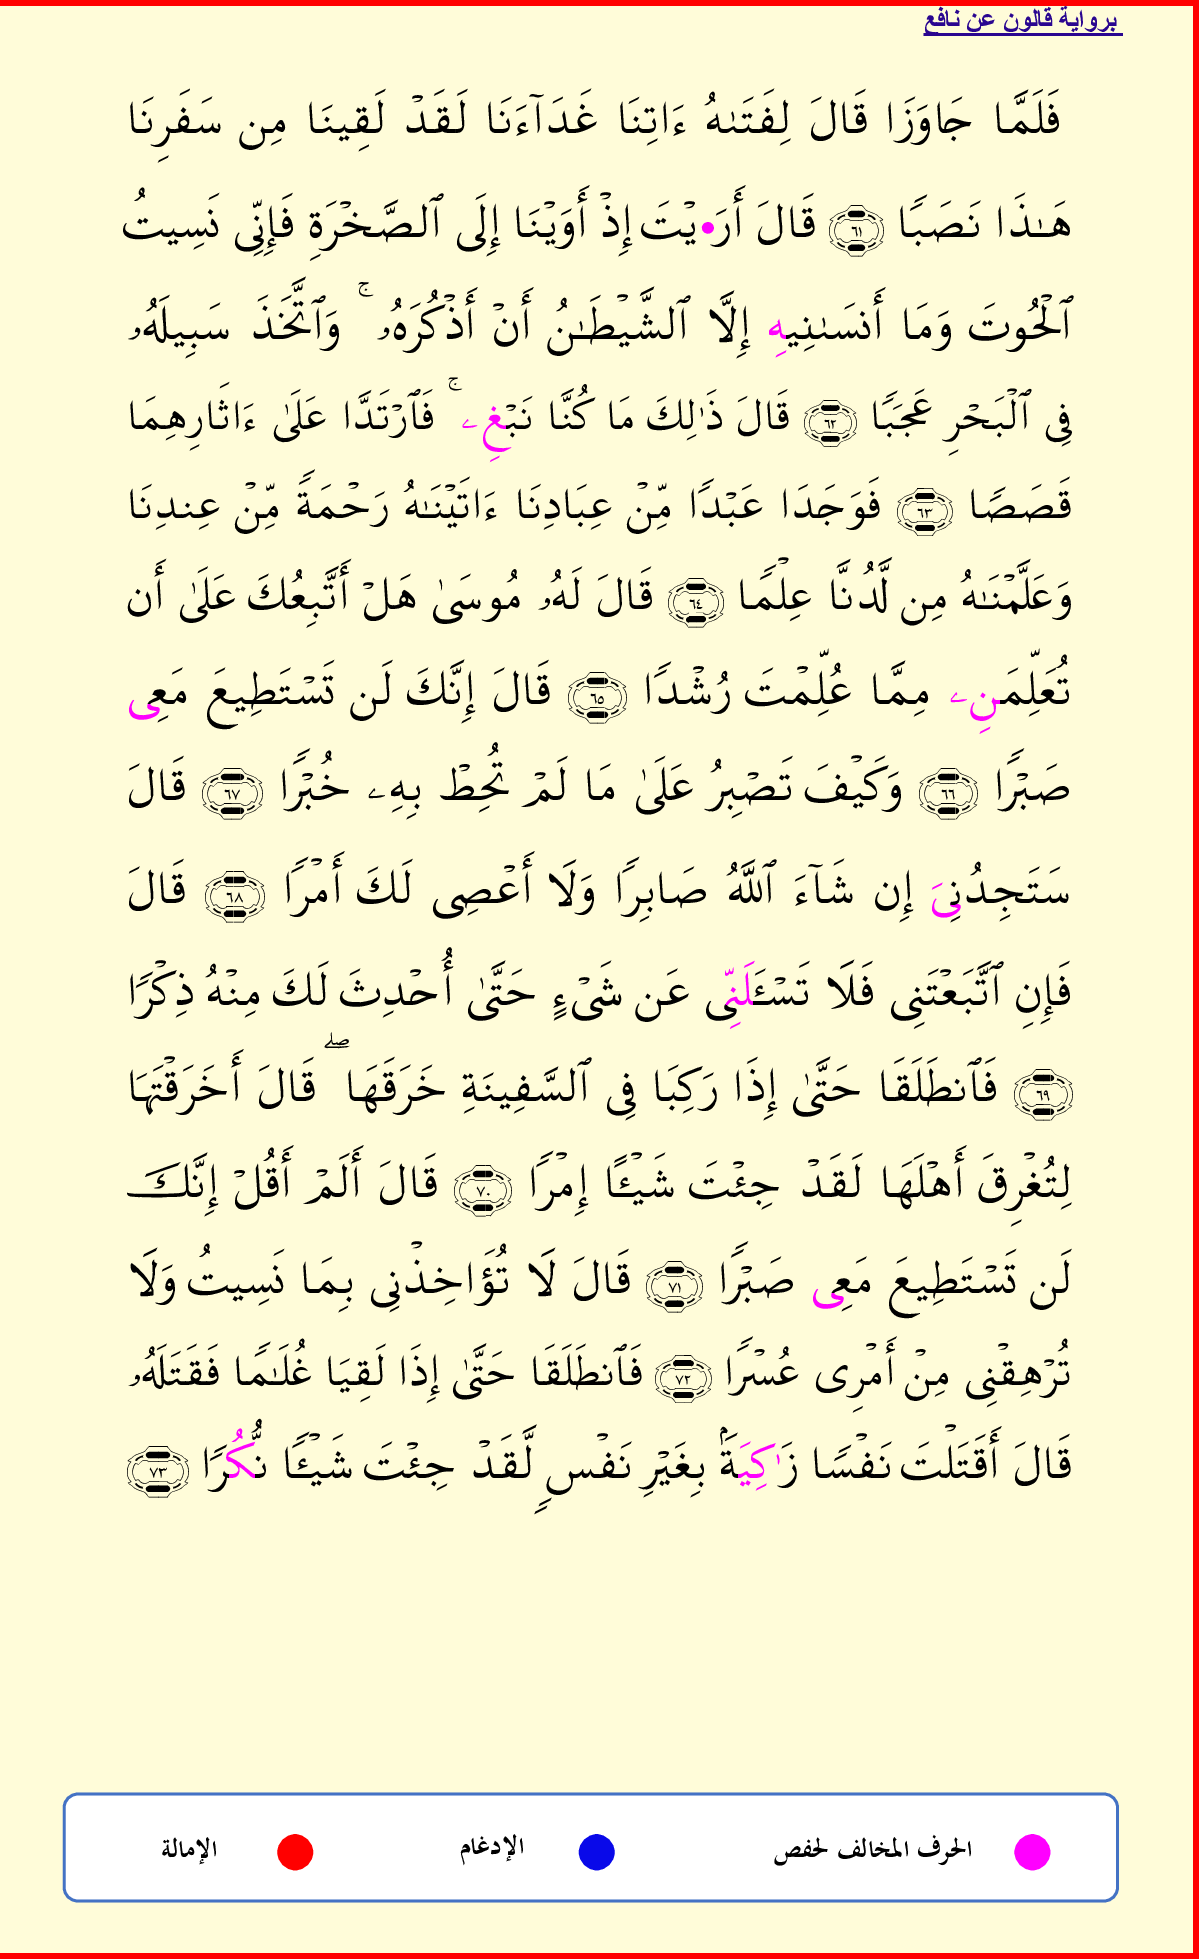 برواية قالون عن نافع
فَلَمَّا جَاوَزَا قَالَ لِفَتَىٰهُ ءَاتِنَا غَدَآءَنَا لَقَدْ لَقِينَا مِن سَفَرِنَا
هَـٰذَا نَصَبًا ٦١ قَالَ أَرَ•يْتَ إِذْ أَوَيْنَا إِلَى ٱلصَّخْرَةِ فَإِنِّى نَسِيتُ
ٱلْحُوتَ وَمَا أَنسَىٰنِيهِ إِلَّا ٱلشَّيْطَـٰنُ أَنْ أَذْكُرَهُۥ ۚ وَٱتَّخَذَ سَبِيلَهُۥ
فِى ٱلْبَحْرِ عَجَبًا ٦٢ قَالَ ذَٰلِكَ مَا كُنَّا نَبْغِۦ ۚ فَٱرْتَدَّا عَلَىٰ ءَاثَارِهِمَا
قَصَصًا ٦٣ فَوَجَدَا عَبْدًا مِّنْ عِبَادِنَا ءَاتَيْنَـٰهُ رَحْمَةً مِّنْ عِندِنَا
وَعَلَّمْنَـٰهُ مِن لَّدُنَّا عِلْمًا ٦٤ قَالَ لَهُۥ مُوسَىٰ هَلْ أَتَّبِعُكَ عَلَىٰ أَن
تُعَلِّمَنِۦ مِمَّا عُلِّمْتَ رُشْدًا ٦٥ قَالَ إِنَّكَ لَن تَسْتَطِيعَ مَعِى
صَبْرًا ٦٦ وَكَيْفَ تَصْبِرُ عَلَىٰ مَا لَمْ تُحِطْ بِهِۦ خُبْرًا ٦٧ قَالَ
سَتَجِدُنِىَ إِن شَآءَ ٱللَّهُ صَابِرًا وَلَا أَعْصِى لَكَ أَمْرًا ٦٨ قَالَ
فَإِنِ ٱتَّبَعْتَنِى فَلَا تَسْـَٔلَنِّى عَن شَىْءٍ حَتَّىٰ أُحْدِثَ لَكَ مِنْهُ ذِكْرًا
٦٩ فَٱنطَلَقَا حَتَّىٰ إِذَا رَكِبَا فِى ٱلسَّفِينَةِ خَرَقَهَا ۖ قَالَ أَخَرَقْتَهَا
لِتُغْرِقَ أَهْلَهَا لَقَدْ جِئْتَ شَيْـًٔا إِمْرًا ٧٠ قَالَ أَلَمْ أَقُلْ إِنَّكَ
لَن تَسْتَطِيعَ مَعِى صَبْرًا ٧١ قَالَ لَا تُؤَاخِذْنِى بِمَا نَسِيتُ وَلَا
تُرْهِقْنِى مِنْ أَمْرِى عُسْرًا ٧٢ فَٱنطَلَقَا حَتَّىٰ إِذَا لَقِيَا غُلَـٰمًا فَقَتَلَهُۥ
قَالَ أَقَتَلْتَ نَفْسًا زَٰكِيَةً بِغَيْرِ نَفْسٍ لَّقَدْ جِئْتَ شَيْـًٔا نُّكُرًا ٧٣
الحرف المخالف لحفص الإدغام الإمالة